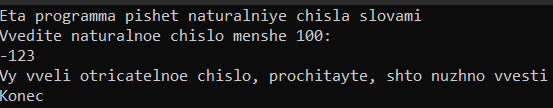 Eta programma pishet naturalniye chisla slovami
Vvedite naturalnoe chislo menshe 100:
-123
Vy vveli otricatelnoe chislo, prochitayte, shto nuzhno vvesti
Konec